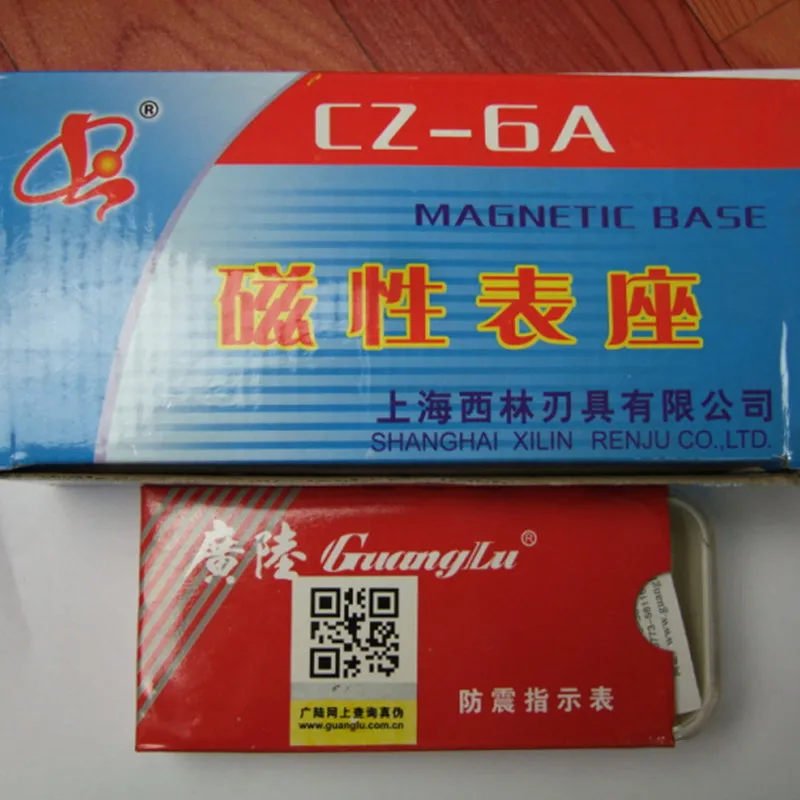 ®
CZ-6A
MAGNETIC BASE
磁性表座
上海西林刃具有限公司
SHANGHAI XILIN RENJU CO.,LTD.
廣陸 GuangLu®
广陆网上查询真伪
www.guanglu.com.cn
防震指示表
www.guang